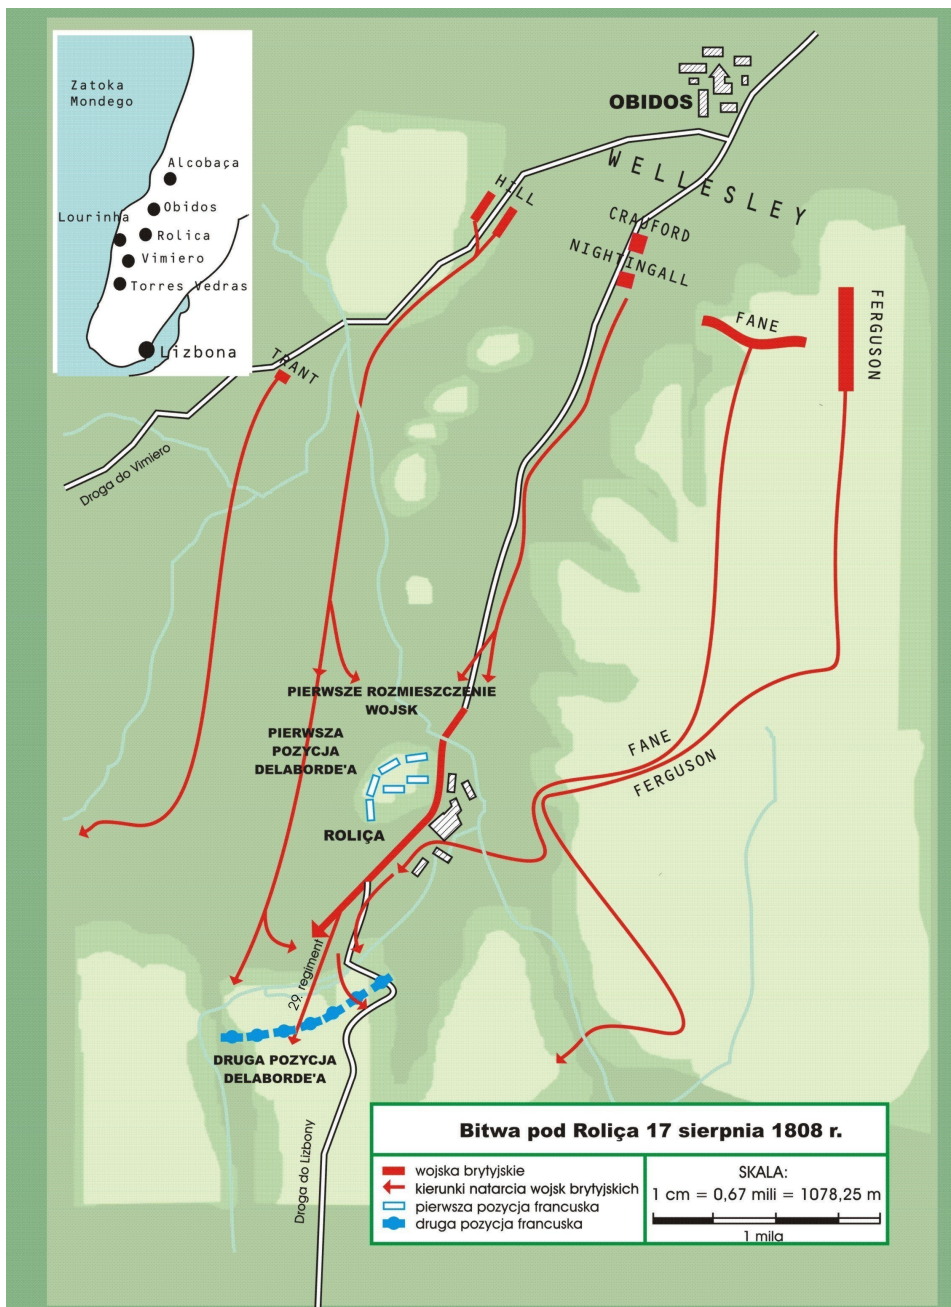 Zatoka
Mondego
Alcobaça
Obidos
Lourinha
Rolica
Vimiero
Torres Vedras
Lizbona
OBIDOS
WELLESLEY
HILL
CRAUFORD
NIGHTINGALL
FANE
FERGUSON
TRANT
Droga do Vimiero
PIERWSZE ROZMIESZCZENIE
WOJSK
PIERWSZA
POZYCJA
DELABORDE'A
FANE
FERGUSON
ROLIÇA
29. regiment
DRUGA POZYCJA
DELABORDE'A
Droga do Lizbony
Bitwa pod Roliça 17 sierpnia 1808 r.
wojska brytyjskie
kierunki natarcia wojsk brytyjskich
pierwsza pozycja francuska
druga pozycja francuska
SKALA:
1 cm = 0,67 mili = 1078,25 m
1 mila